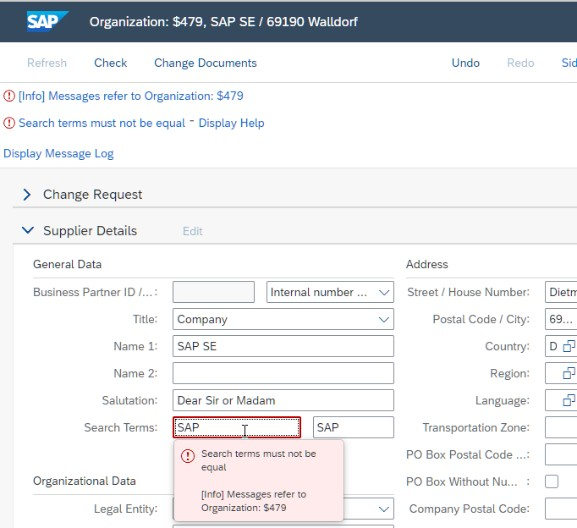 SAP Organization: $479, SAP SE / 69190 Walldorf
Refresh Check Change Documents Undo Redo Sid
[Info] Messages refer to Organization: $479
Search terms must not be equal - Display Help
Display Message Log
Change Request
Supplier Details Edit
General Data Address
Business Partner ID /...: Internal number ... Street / House Number: Dietm
Title: Company Postal Code / City: 69...
Name 1: SAP SE Country: D
Name 2: Region:
Salutation: Dear Sir or Madam Language:
Search Terms: SAP SAP Transportation Zone:
Search terms must not be
equal
[Info] Messages refer to
Organization: $479
PO Box Postal Code ...:
Organizational Data PO Box Without Nu... :
Legal Entity: Company Postal Code: